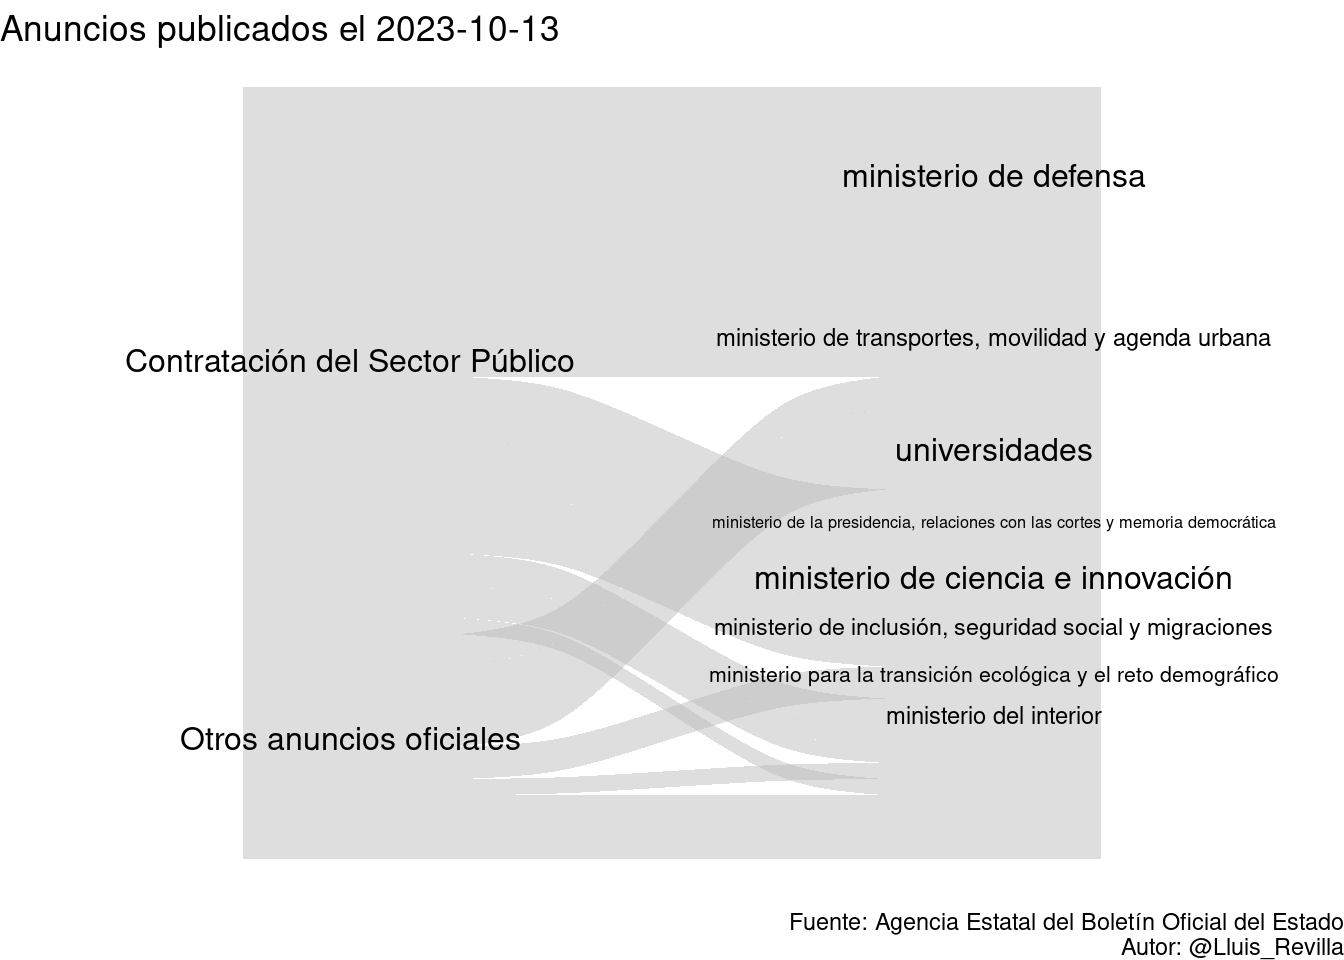 Anuncios publicados el 2023-10-13
ministerio de defensa
ministerio de transportes, movilidad y agenda urbana
Contratación del Sector Público
universidades
ministerio de la presidencia, relaciones con las cortes y memoria democrática
ministerio de ciencia e innovación
ministerio de inclusión, seguridad social y migraciones
ministerio para la transición ecológica y el reto demográfico
ministerio del interior
Otros anuncios oficiales
Fuente: Agencia Estatal del Boletín Oficial del Estado
Autor: @Lluis_Revilla